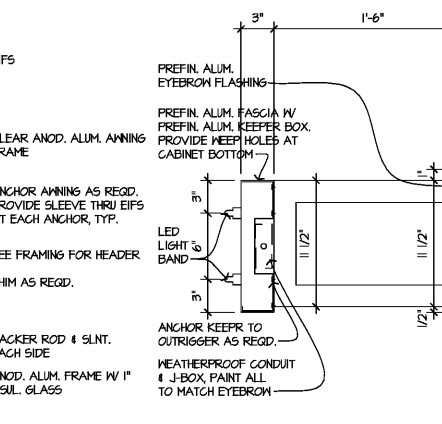 3"
1'-6"
IFS
PREFIN. ALUM.
EYEBROW FLASHING
PREFIN. ALUM. FASCIA W/
PREFIN. ALUM. KEEPER BOX.
PROVIDE WEEP HOLES AT
CABINET BOTTOM
LEAR ANOD. ALUM. AWNING
RAME
1"
NCHOR AWNING AS REQD.
ROVIDE SLEEVE THRU EIFS
T EACH ANCHOR, TYP.
3"
LED
LIGHT
BAND
6"
11 1/2"
11 1/2"
EE FRAMING FOR HEADER
HIM AS REQD.
3"
1/2"
ANCHOR KEEPR TO
OUTRIGGER AS REQD.
ACKER ROD & SLNT.
ACH SIDE
WEATHERPROOF CONDUIT
& J-BOX, PAINT ALL
TO MATCH EYEBROW
NOD. ALUM. FRAME W/ 1"
SUL. GLASS